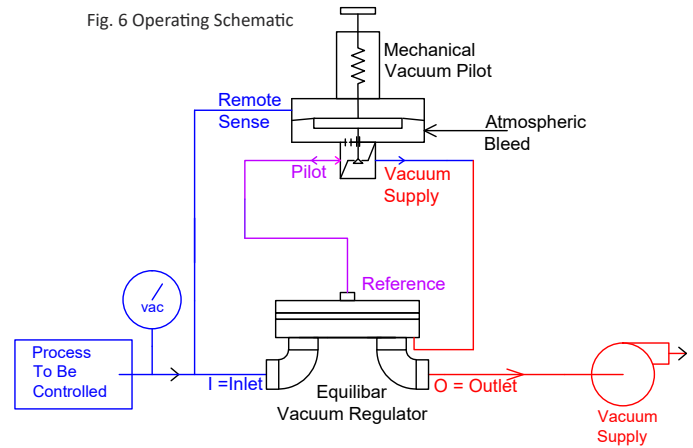 Fig. 6 Operating Schematic
Mechanical
Vacuum Pilot
Remote
Sense
Atmospheric
Bleed
Pilot
Vacuum
Supply
Reference
vac
Process
To Be
Controlled
I =Inlet
Equilibar
Vacuum Regulator
O = Outlet
Vacuum
Supply